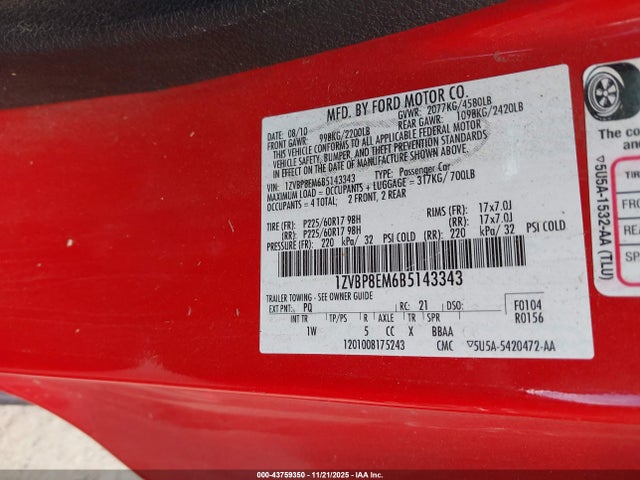 MFD. BY FORD MOTOR CO.
DATE: 08/10 GVWR: 2077KG/4580LB
FRONT GAWR: 998KG/2200LB REAR GAWR: 1098KG/2420LB
THIS VEHICLE CONFORMS TO ALL APPLICABLE FEDERAL MOTOR
VEHICLE SAFETY, BUMPER, AND THEFT PREVENTION STANDARDS
IN EFFECT ON THE DATE OF MANUFACTURE SHOWN ABOVE.
VIN: 1ZVBP8EM6B5143343 TYPE: Passenger Car
MAXIMUM LOAD = OCCUPANTS + LUGGAGE = 317KG/700LB
OCCUPANTS = 4 TOTAL: 2 FRONT, 2 REAR
TIRE (FR): P225/60R17 98H RIMS (FR): 17x7.0J
(RR): P225/60R17 98H (RR): 17x7.0J
PRESSURE (FR): 220 kPa/ 32 PSI COLD (RR): 220 kPa/ 32 PSI COLD
1ZVBP8EM6B5143343
TRAILER TOWING - SEE OWNER GUIDE
EXT PNT: PQ RC: 21 DSO: F0104
R0156
INT TR TP/PS R AXLE TR SPR
1W 5 CC X BBAA
12010OB175243 CMC ▽5U5A-5420472-AA
▽5U5A-1532-AA (TLU)
The co
an
TIR
FRO
REA
SP
000-43759350 - 11/21/2025 - IAA Inc.